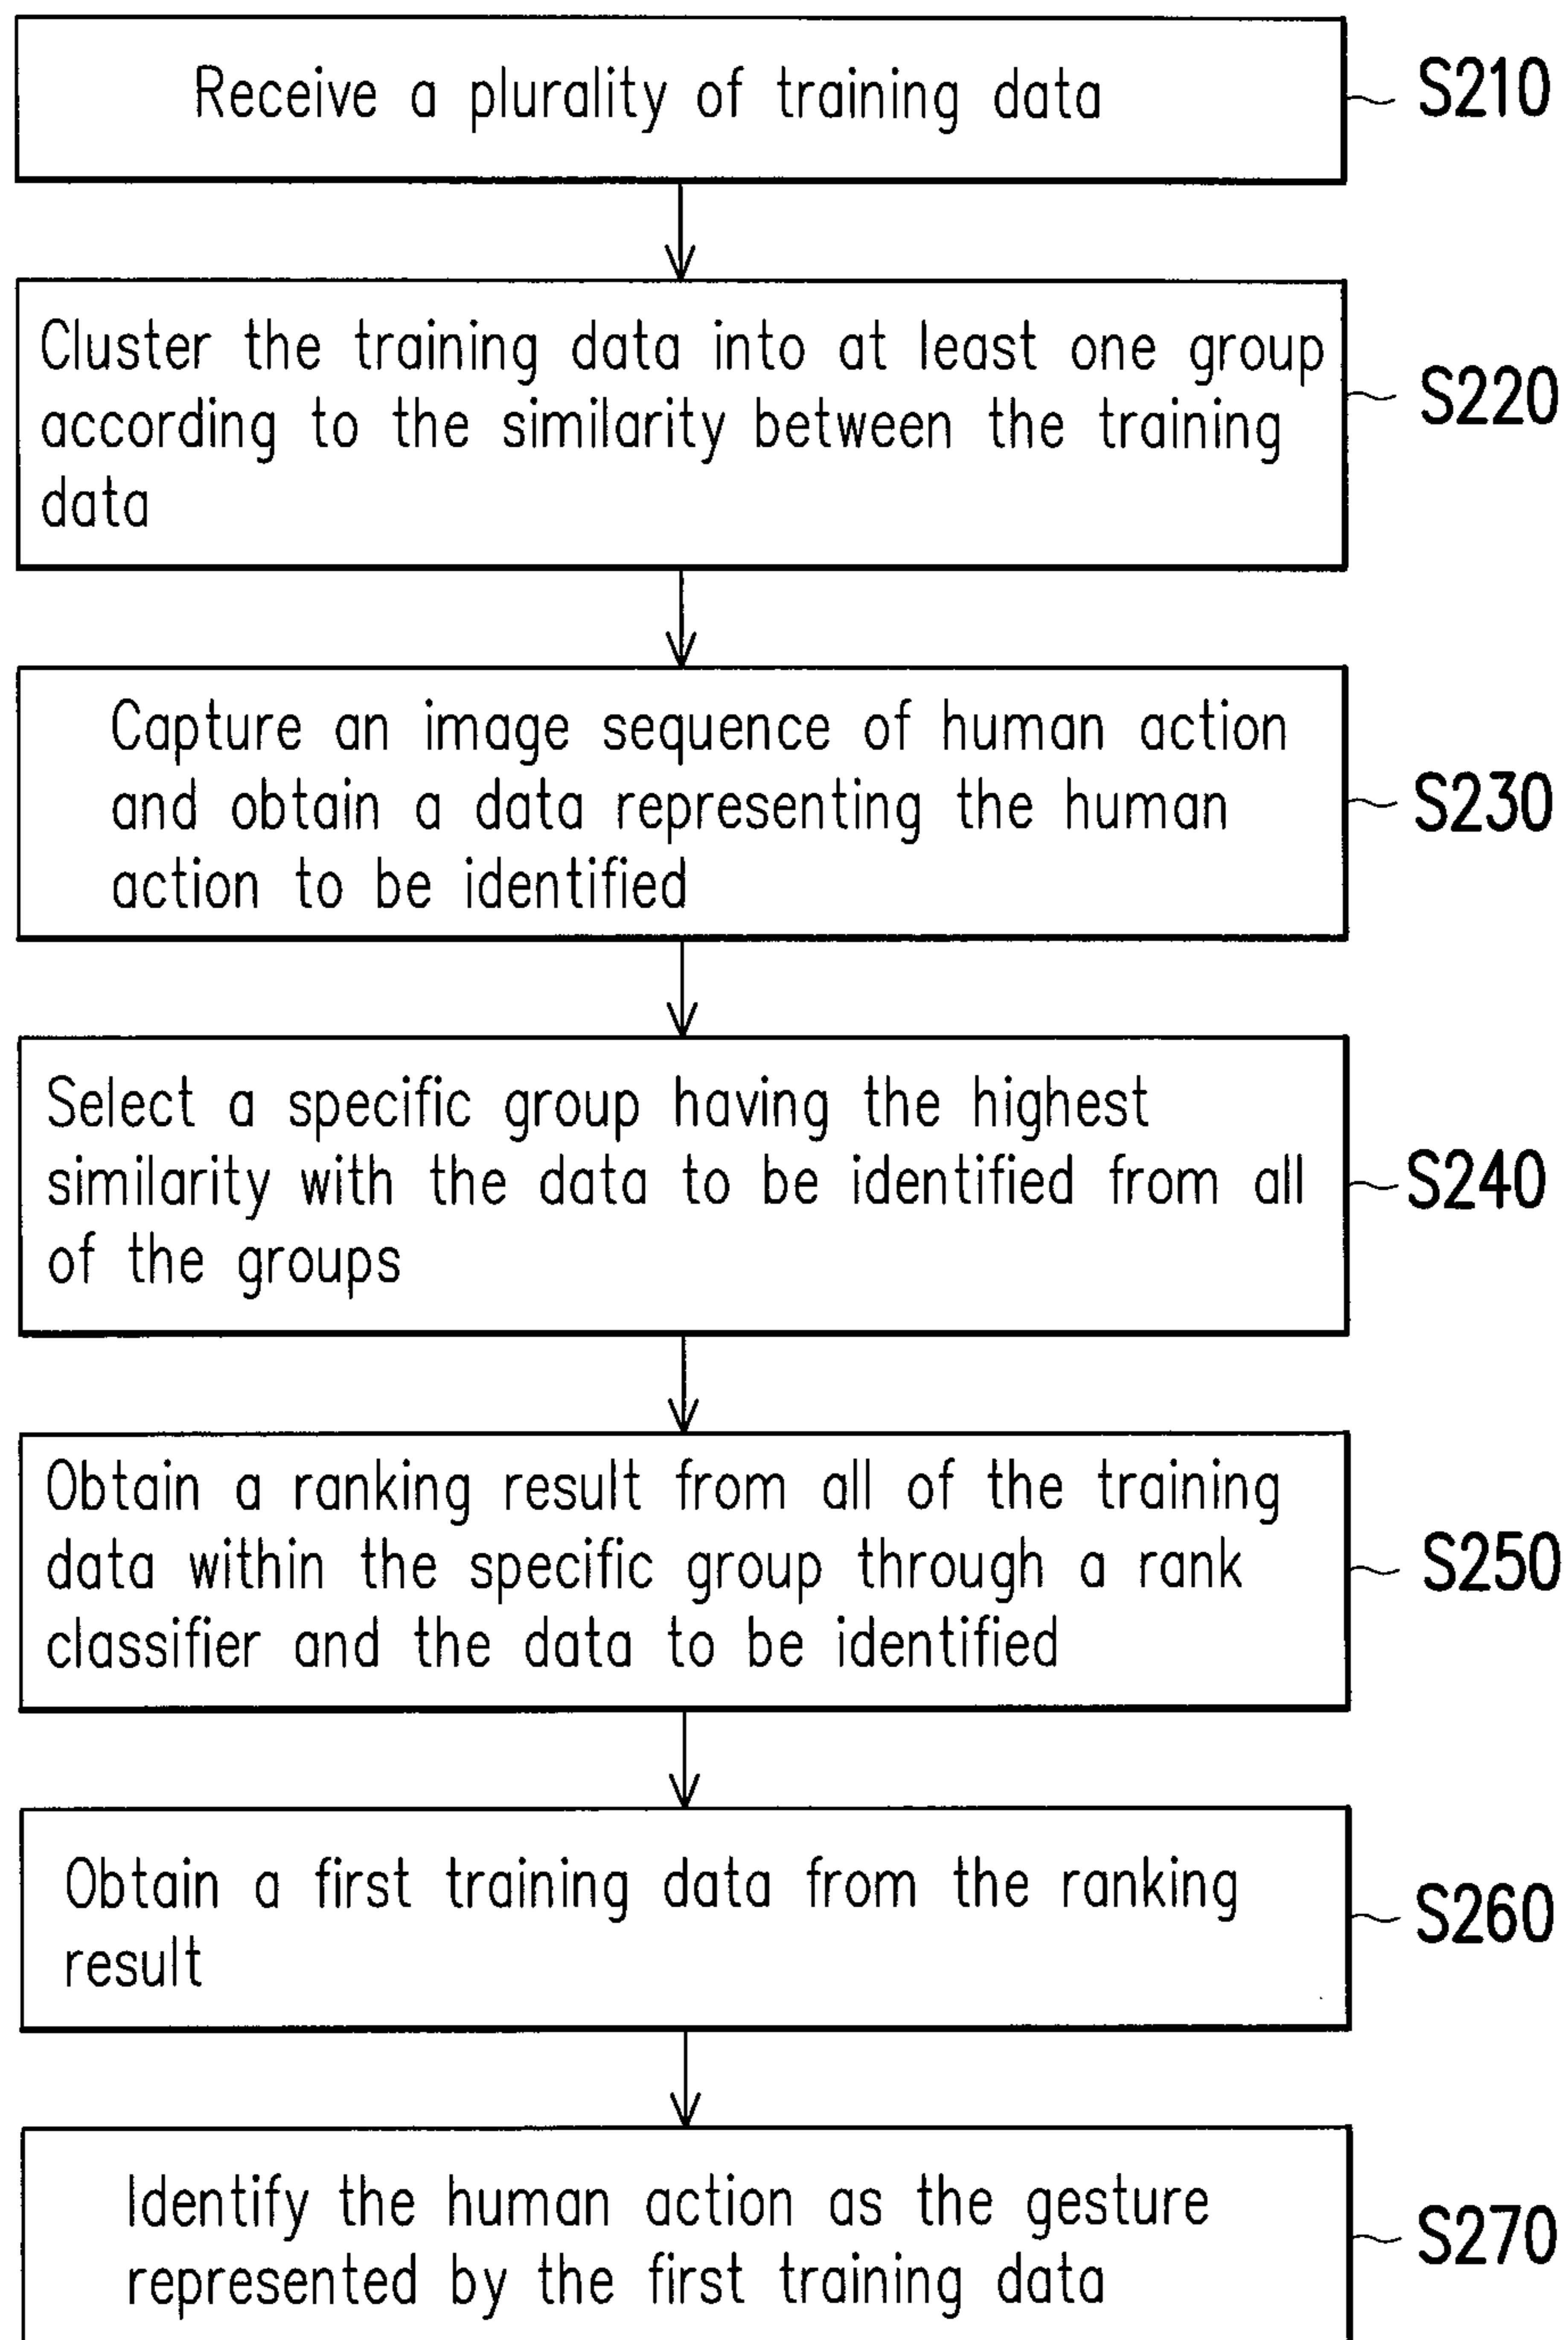 Receive a plurality of training data
S210
Cluster the training data into at least one group
according to the similarity between the training
data
S220
Capture an image sequence of human action
and obtain a data representing the human
action to be identified
S230
Select a specific group having the highest
similarity with the data to be identified from all
of the groups
S240
Obtain a ranking result from all of the training
data within the specific group through a rank
classifier and the data to be identified
S250
Obtain a first training data from the ranking
result
S260
Identify the human action as the gesture
represented by the first training data
S270